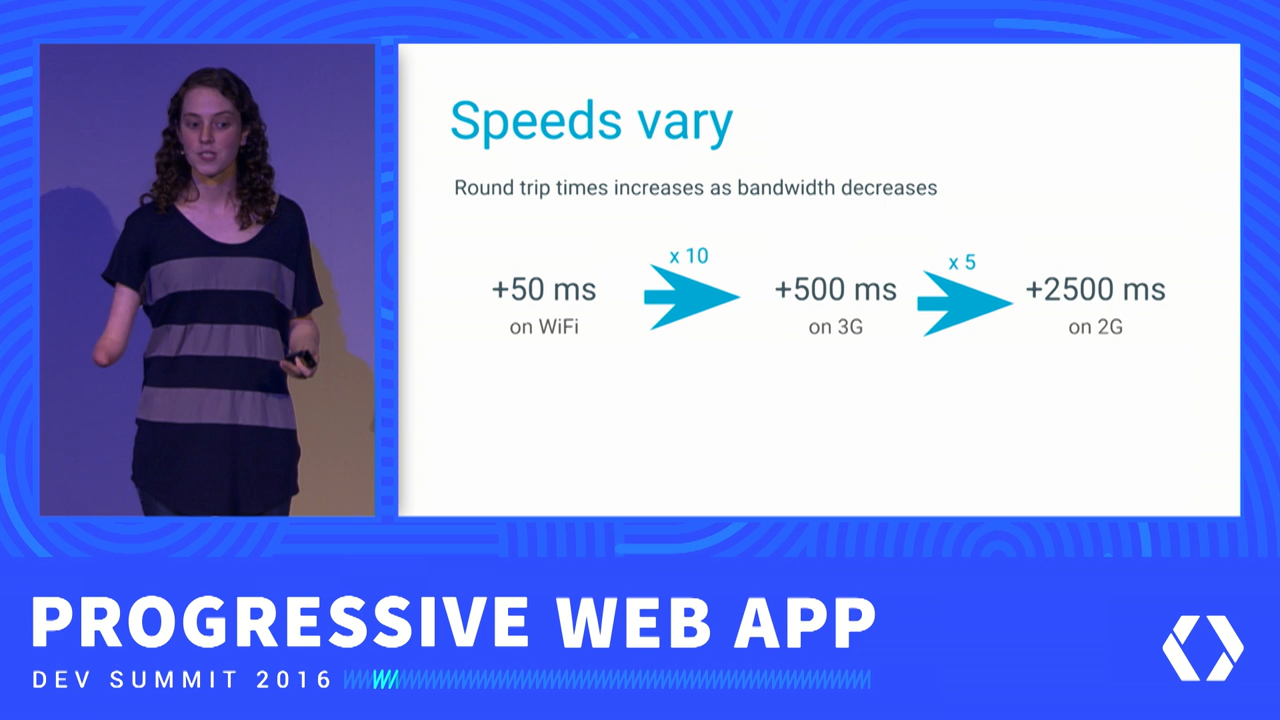 Speeds vary
Round trip times increases as bandwidth decreases
x 10
x 5
+50 ms
+500 ms
+2500 ms
on WiFi
on 3G
on 2G
PROGRESSIVE WEB APP
DEV SUMMIT 2016